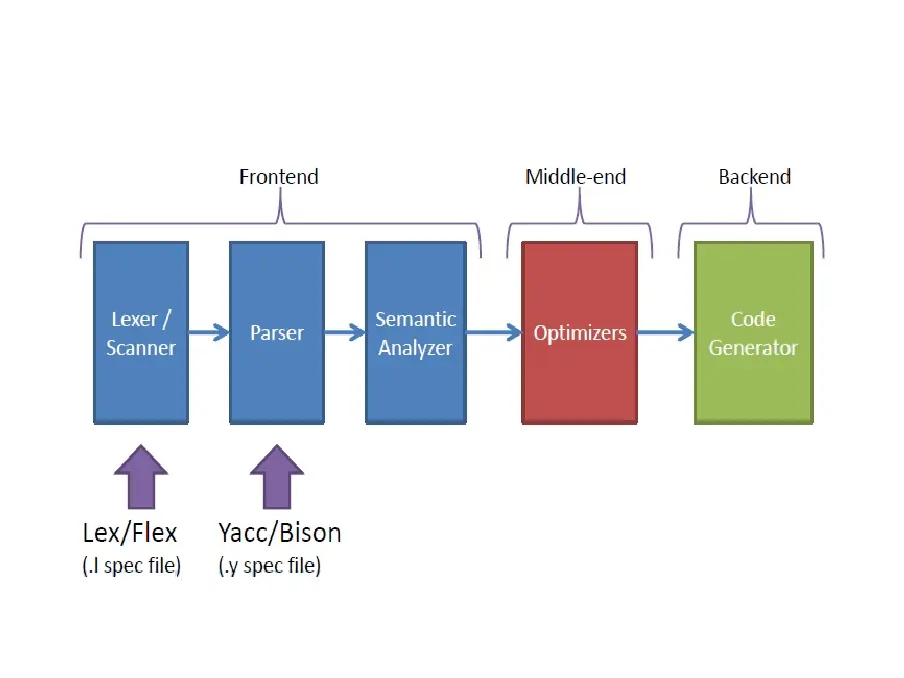 Frontend
Middle-end
Backend
Lexer /
Scanner
Parser
Semantic
Analyzer
Optimizers
Code
Generator
Lex/Flex
(.l spec file)
Yacc/Bison
(.y spec file)